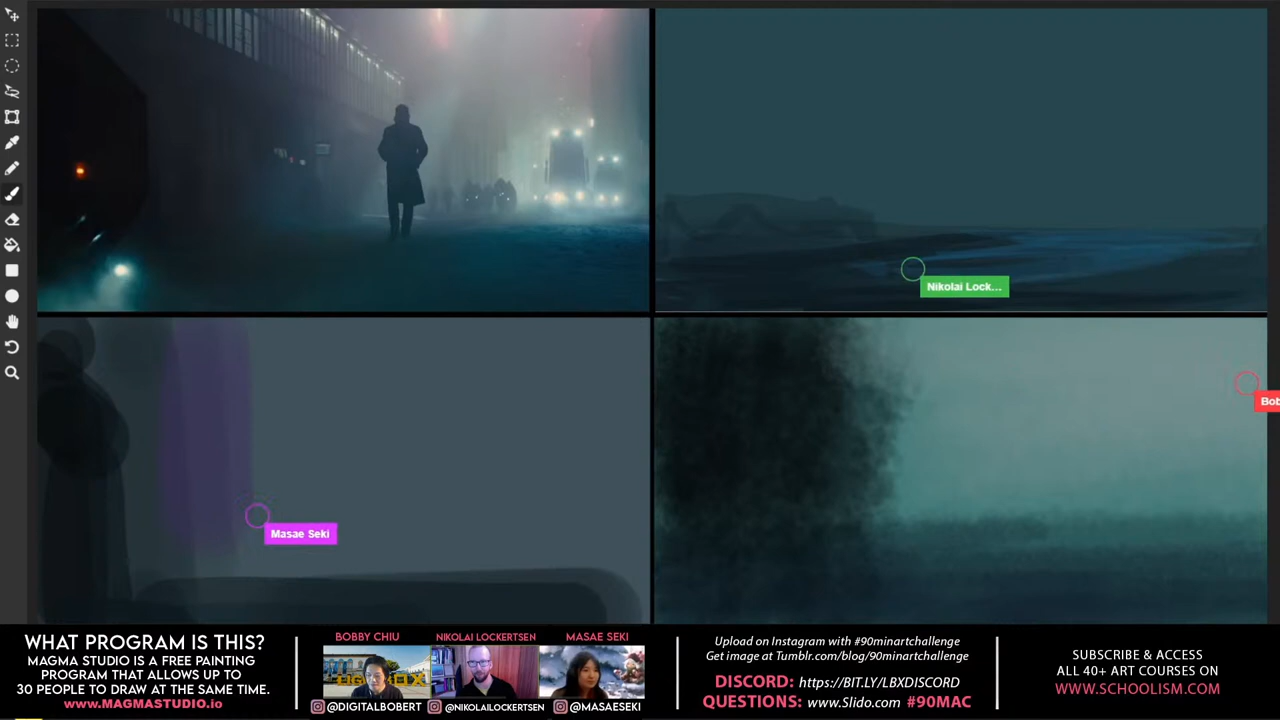 Nikolai Lock...
Bob
Masae Seki
WHAT PROGRAM IS THIS?
MAGMA STUDIO IS A FREE PAINTING
PROGRAM THAT ALLOWS UP TO
30 PEOPLE TO DRAW AT THE SAME TIME.
www.MAGMASTUDIO.io
BOBBY CHIU
NIKOLAI LOCKERTSEN
MASAE SEKI
@DIGITALBOBERT
@NIKOLAILOCKERTSEN
@MASAESEKI
Upload on Instagram with #90minartchallenge
Get image at Tumblr.com/blog/90minartchallenge
DISCORD: https://BIT.LY/LBXDISCORD
QUESTIONS: www.Slido.com #90MAC
SUBSCRIBE & ACCESS
ALL 40+ ART COURSES ON
WWW.SCHOOLISM.COM